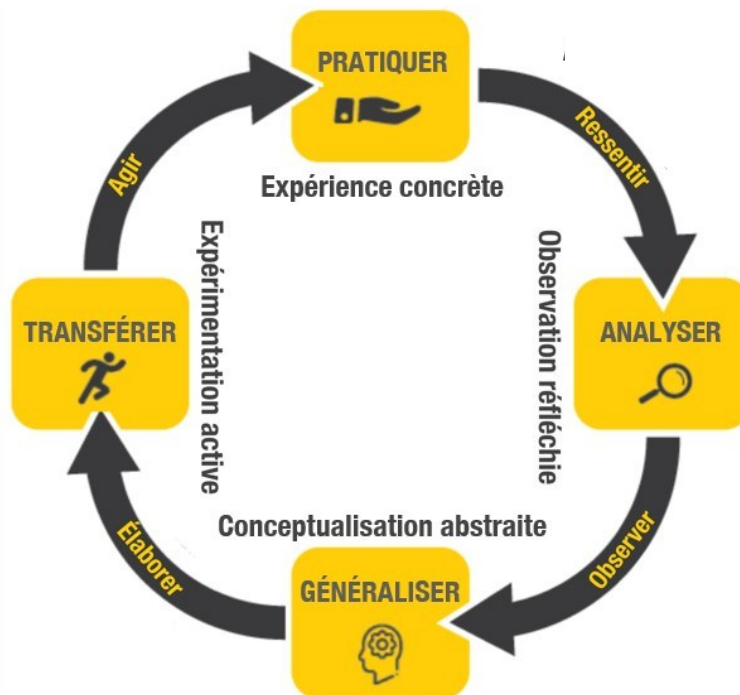 PRATIQUER
Expérience concrète
Ressentir
ANALYSER
Observation réfléchie
Observer
GÉNÉRALISER
Conceptualisation abstraite
Élaborer
TRANSFÉRER
Expérimentation active
Agir